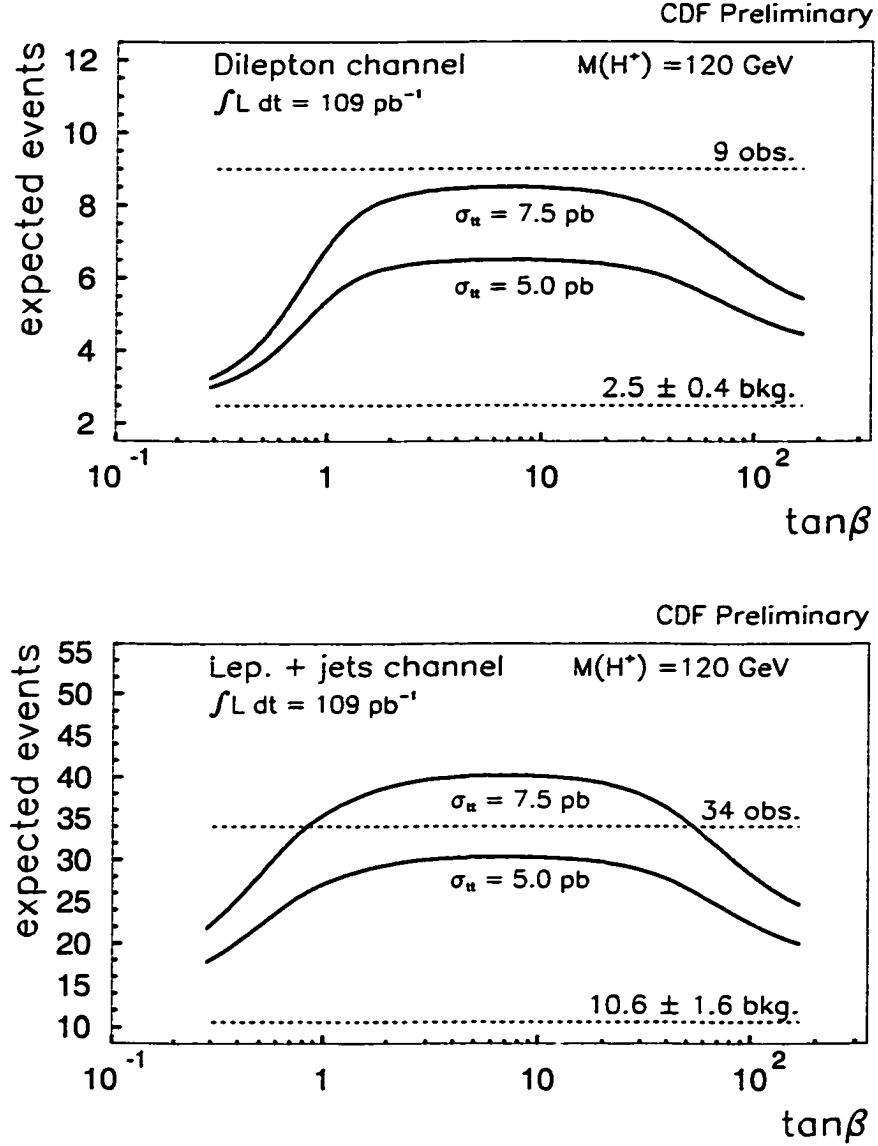 CDF Preliminary
expected events
12
10
8
6
4
2
Dilepton channel
M(H⁺) = 120 GeV
∫L dt = 109 pb⁻¹
9 obs.
σtt = 7.5 pb
σtt = 5.0 pb
2.5 ± 0.4 bkg.
10⁻¹
1
10
10²
tanβ
CDF Preliminary
expected events
55
50
45
40
35
30
25
20
15
10
Lep. + jets channel
M(H⁺) = 120 GeV
∫L dt = 109 pb⁻¹
σtt = 7.5 pb
34 obs.
σtt = 5.0 pb
10.6 ± 1.6 bkg.
10⁻¹
1
10
10²
tanβ